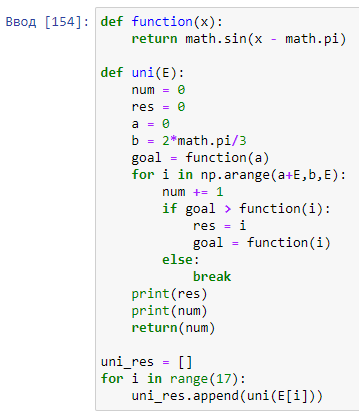 Ввод [154]: def function(x):
    return math.sin(x - math.pi)

def uni(E):
    num = 0
    res = 0
    a = 0
    b = 2*math.pi/3
    goal = function(a)
    for i in np.arange(a+E,b,E):
        num += 1
        if goal > function(i):
            res = i
            goal = function(i)
        else:
            break
    print(res)
    print(num)
    return(num)

uni_res = []
for i in range(17):
    uni_res.append(uni(E[i]))